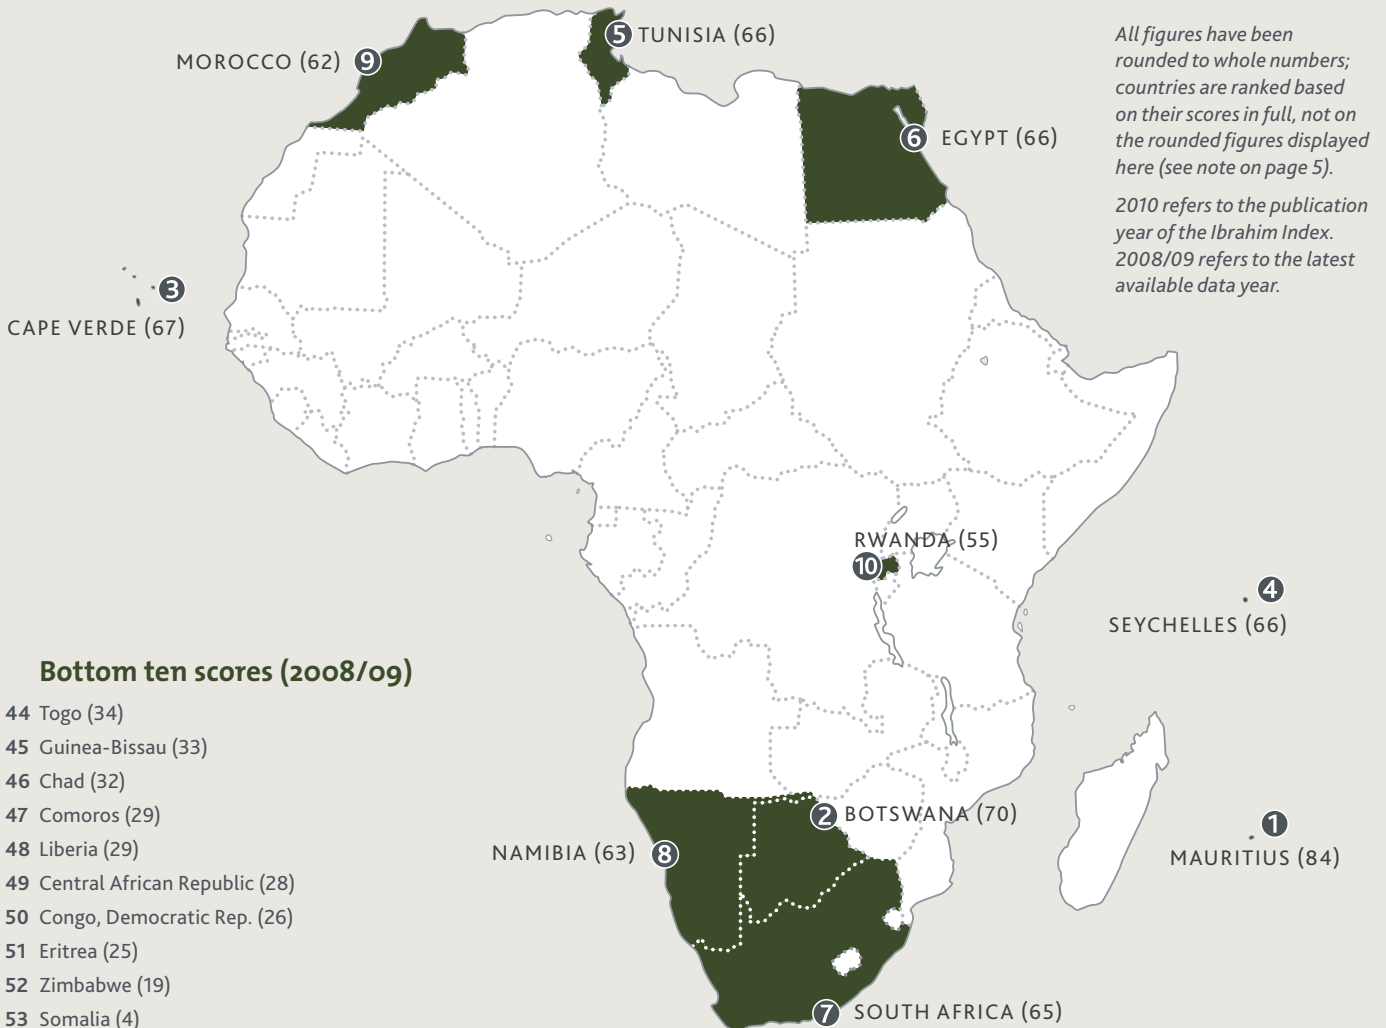 All figures have been
rounded to whole numbers;
countries are ranked based
on their scores in full, not on
the rounded figures displayed
here (see note on page 5).
2010 refers to the publication
year of the Ibrahim Index.
2008/09 refers to the latest
available data year.
5 TUNISIA (66)
MOROCCO (62) 9
6 EGYPT (66)
3
CAPE VERDE (67)
RWANDA (55)
10
4
SEYCHELLES (66)
1
MAURITIUS (84)
2 BOTSWANA (70)
NAMIBIA (63) 8
7 SOUTH AFRICA (65)
Bottom ten scores (2008/09)
44 Togo (34)
45 Guinea-Bissau (33)
46 Chad (32)
47 Comoros (29)
48 Liberia (29)
49 Central African Republic (28)
50 Congo, Democratic Rep. (26)
51 Eritrea (25)
52 Zimbabwe (19)
53 Somalia (4)